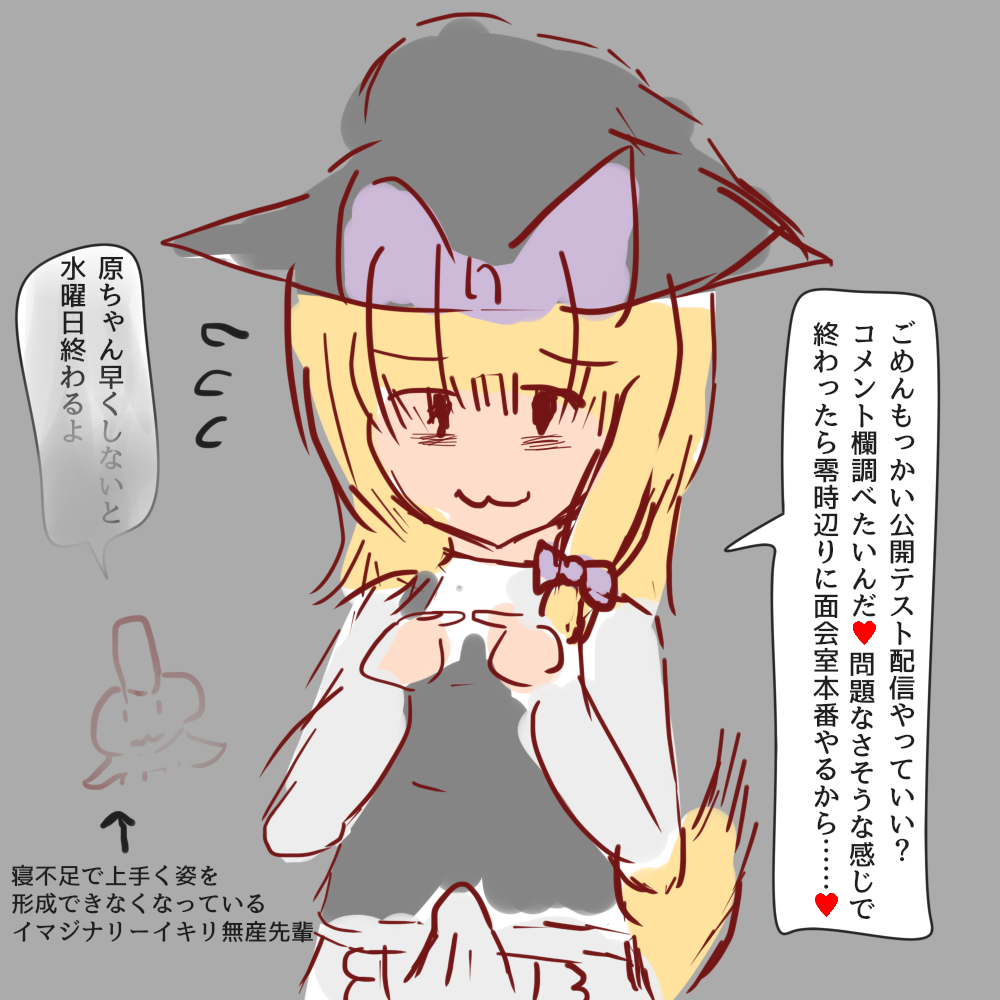 ごめんもっかい公開テスト配信やっていい?
コメント欄調べたいんだ♥問題なさそうな感じで
終わったら零時辺りに面会室本番やるから……♥
原ちゃん早くしないと
水曜日終わるよ
り
寝不足で上手く姿を
形成できなくなっている
イマジナリーイキリ無産先輩